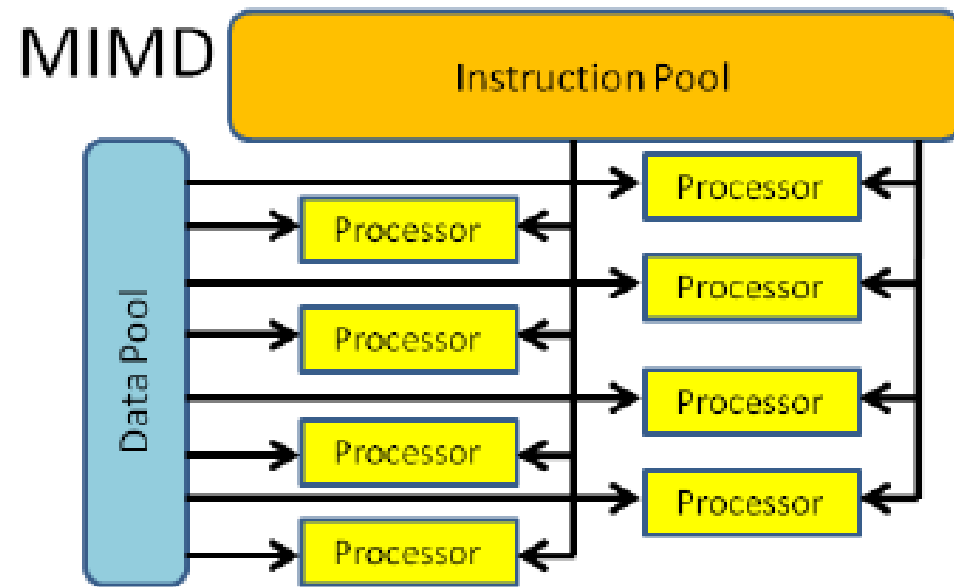 MIMD
Instruction Pool
Data Pool
Processor
Processor
Processor
Processor
Processor
Processor
Processor
Processor